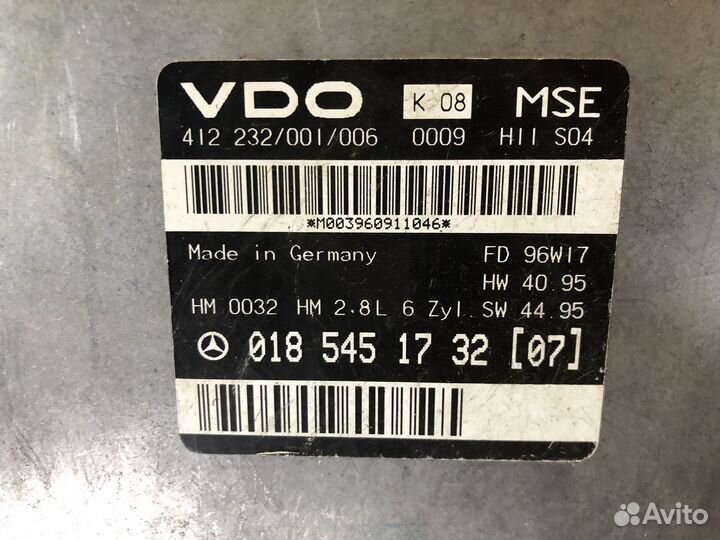 VDO K 08 MSE
412 232/001/006 0009 H11 S04
*M003960911046*
Made in Germany FD 96W17
HW 40.95
HM 0032 HM 2.8L 6 Zyl. SW 44.95
018 545 17 32 [07]
Avito